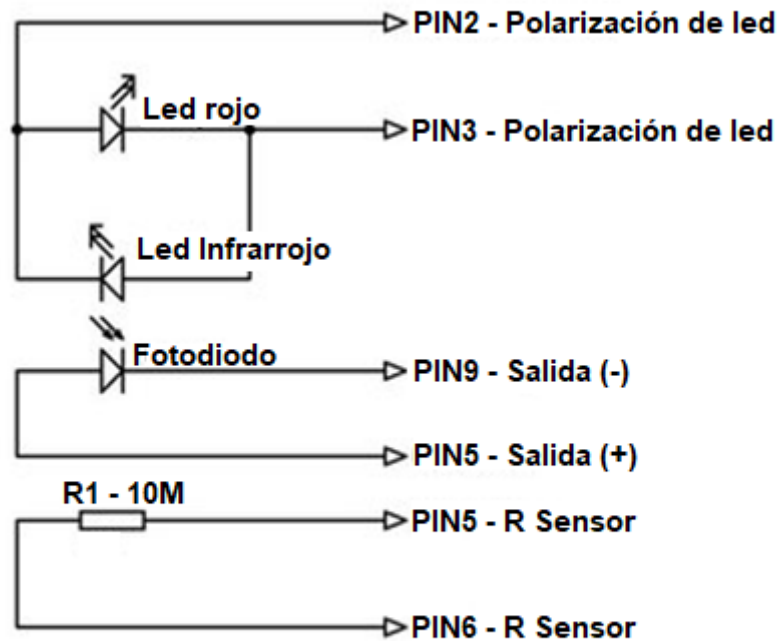 PIN2 - Polarización de led
Led rojo
PIN3 - Polarización de led
Led Infrarrojo
Fotodiodo
PIN9 - Salida (-)
PIN5 - Salida (+)
R1 - 10M
PIN5 - R Sensor
PIN6 - R Sensor